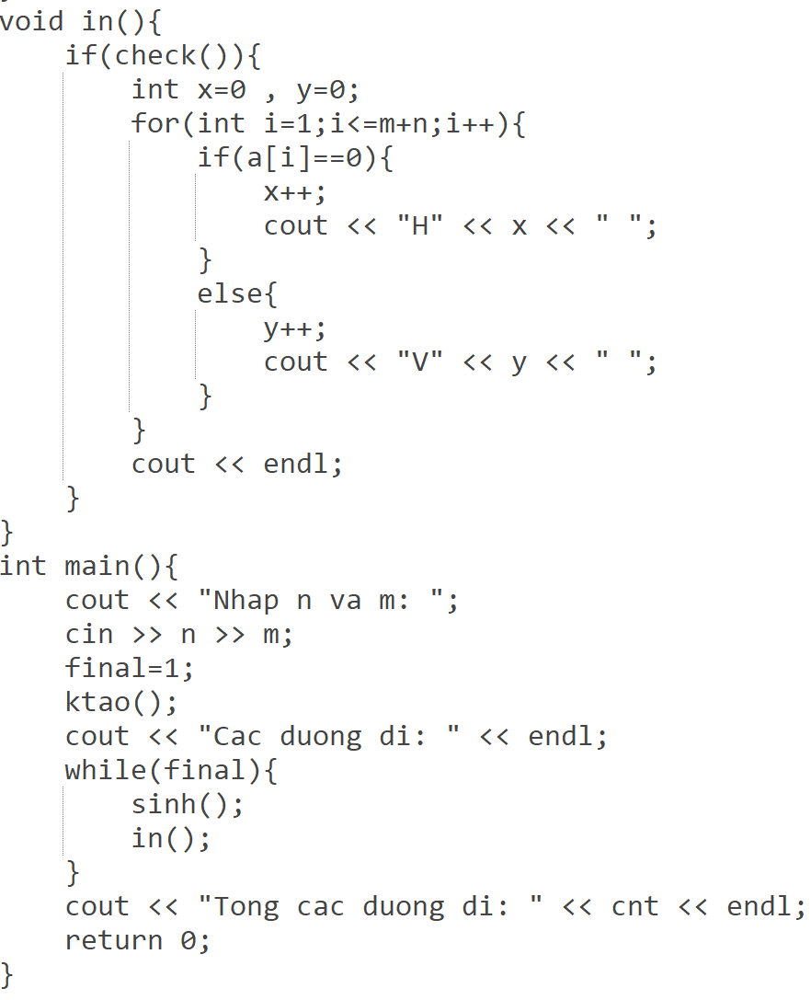 void in(){
    if(check()){
        int x=0 , y=0;
        for(int i=1;i<=m+n;i++){
            if(a[i]==0){
                x++;
                cout << "H" << x << " ";
            }
            else{
                y++;
                cout << "V" << y << " ";
            }
        }
        cout << endl;
    }
}
int main(){
    cout << "Nhap n va m: ";
    cin >> n >> m;
    final=1;
    ktao();
    cout << "Cac duong di: " << endl;
    while(final){
        sinh();
        in();
    }
    cout << "Tong cac duong di: " << cnt << endl;
    return 0;
}